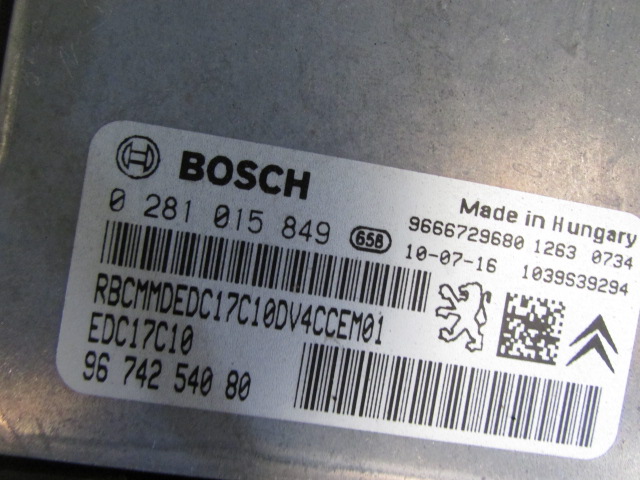 BOSCH
0 281 015 849 658
Made in Hungary
9666729680 1263 0734
10-07-16 1039S39294
RBCMMDEDC17C10DV4CCEM01
EDC17C10
96 742 540 80